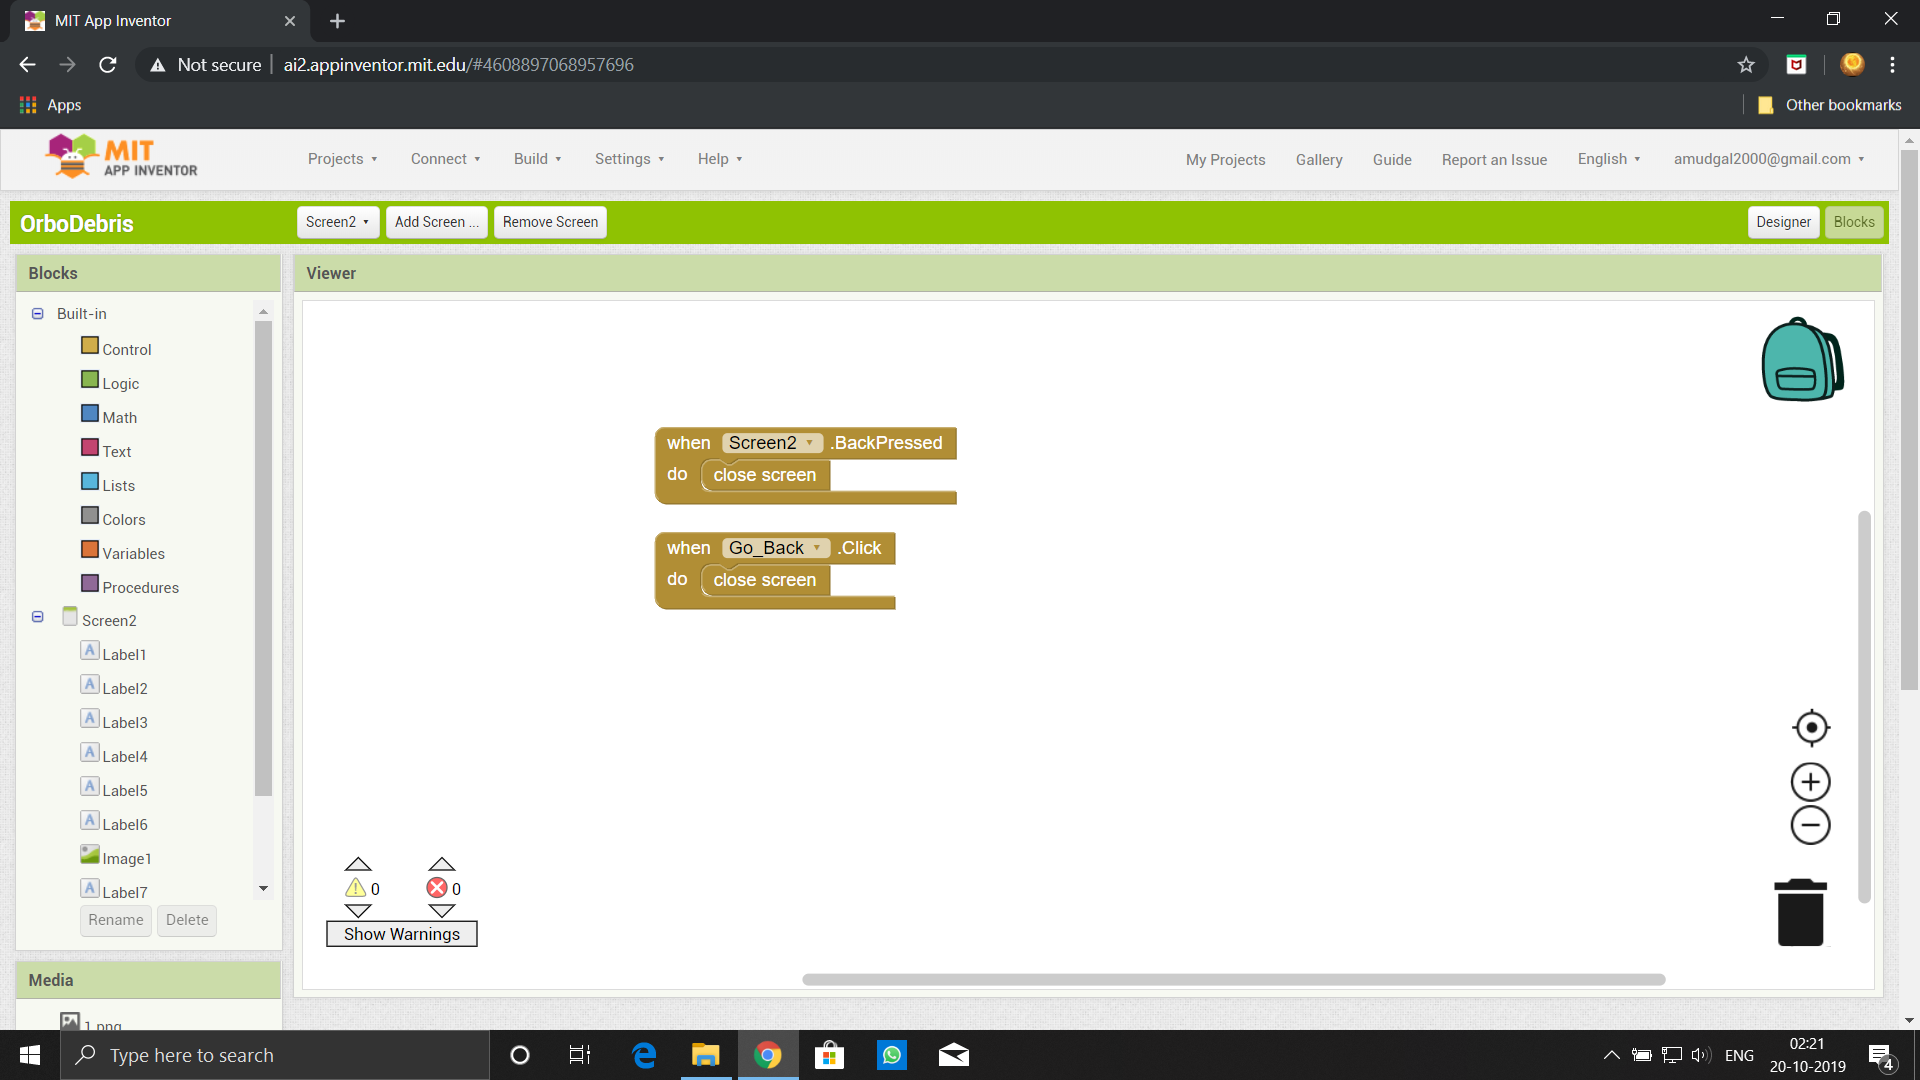 MIT App Inventor
Not secure
ai2.appinventor.mit.edu/#4608897068957696
Apps
Other bookmarks
MIT
APP INVENTOR
Projects
Connect
Build
Settings
Help
My Projects
Gallery
Guide
Report an Issue
English
amudgal2000@gmail.com
OrboDebris
Screen2
Add Screen ...
Remove Screen
Designer
Blocks
Blocks
Viewer
Built-in
Control
Logic
Math
Text
Lists
Colors
Variables
Procedures
Screen2
A Label1
A Label2
A Label3
A Label4
A Label5
A Label6
Image1
A Label7
Rename
Delete
when Screen2 .BackPressed
do close screen
when Go_Back .Click
do close screen
0
0
Show Warnings
Media
1.png
Type here to search
ENG
02:21
20-10-2019
4